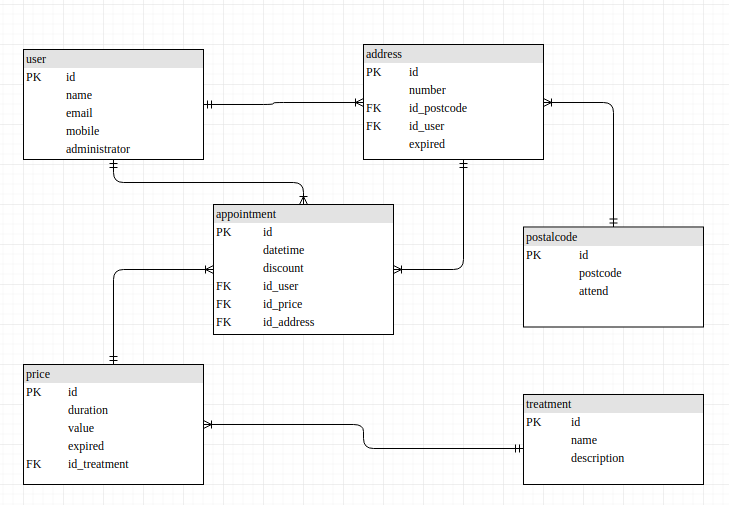 user
PK id
name
email
mobile
administrator
address
PK id
number
FK id_postcode
FK id_user
expired
appointment
PK id
datetime
discount
FK id_user
FK id_price
FK id_address
postalcode
PK id
postcode
attend
price
PK id
duration
value
expired
FK id_treatment
treatment
PK id
name
description